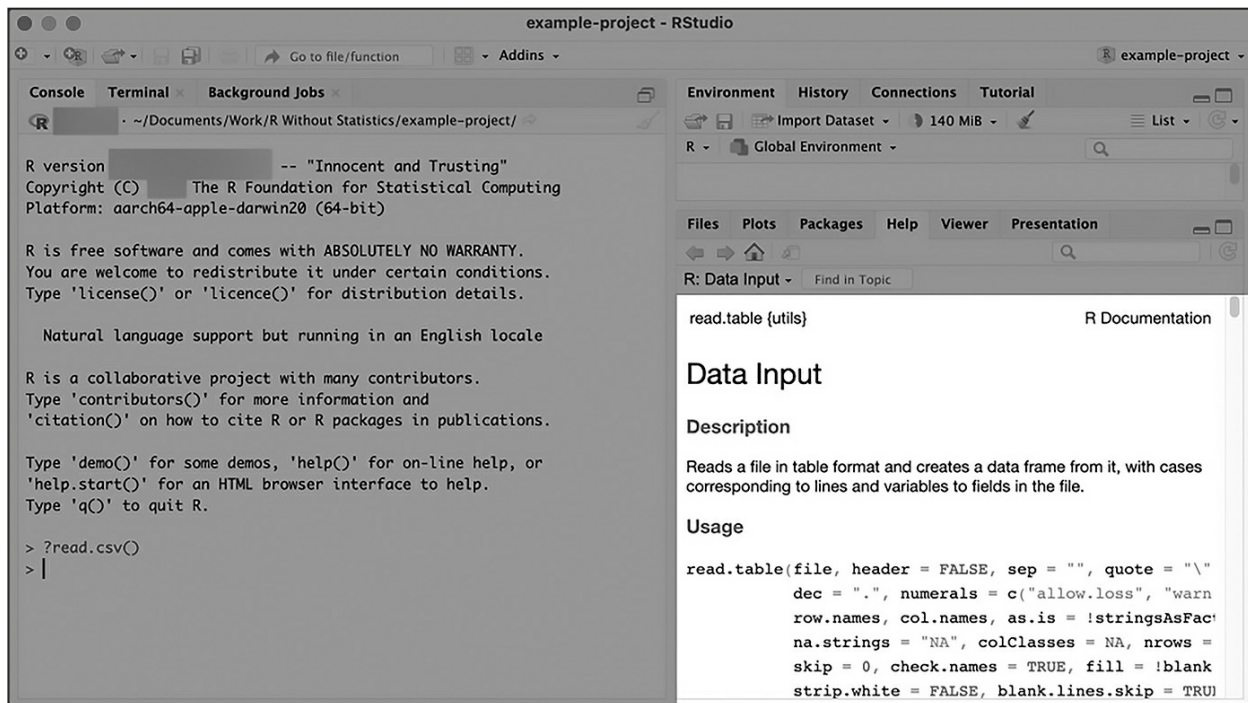 example-project - RStudio
Go to file/function
Addins
example-project
Console Terminal Background Jobs
R · ~/Documents/Work/R Without Statistics/example-project/
R version -- "Innocent and Trusting"
Copyright (C) The R Foundation for Statistical Computing
Platform: aarch64-apple-darwin20 (64-bit)
R is free software and comes with ABSOLUTELY NO WARRANTY.
You are welcome to redistribute it under certain conditions.
Type 'license()' or 'licence()' for distribution details.
Natural language support but running in an English locale
R is a collaborative project with many contributors.
Type 'contributors()' for more information and
'citation()' on how to cite R or R packages in publications.
Type 'demo()' for some demos, 'help()' for on-line help, or
'help.start()' for an HTML browser interface to help.
Type 'q()' to quit R.
> ?read.csv()
>
Environment History Connections Tutorial
Import Dataset 140 MiB List
R Global Environment
Files Plots Packages Help Viewer Presentation
R: Data Input Find in Topic
read.table {utils} R Documentation
Data Input
Description
Reads a file in table format and creates a data frame from it, with cases
corresponding to lines and variables to fields in the file.
Usage
read.table(file, header = FALSE, sep = "", quote = "\"
dec = ".", numerals = c("allow.loss", "warn
row.names, col.names, as.is = !stringsAsFact
na.strings = "NA", colClasses = NA, nrows =
skip = 0, check.names = TRUE, fill = !blank
strip.white = FALSE, blank.lines.skip = TRU